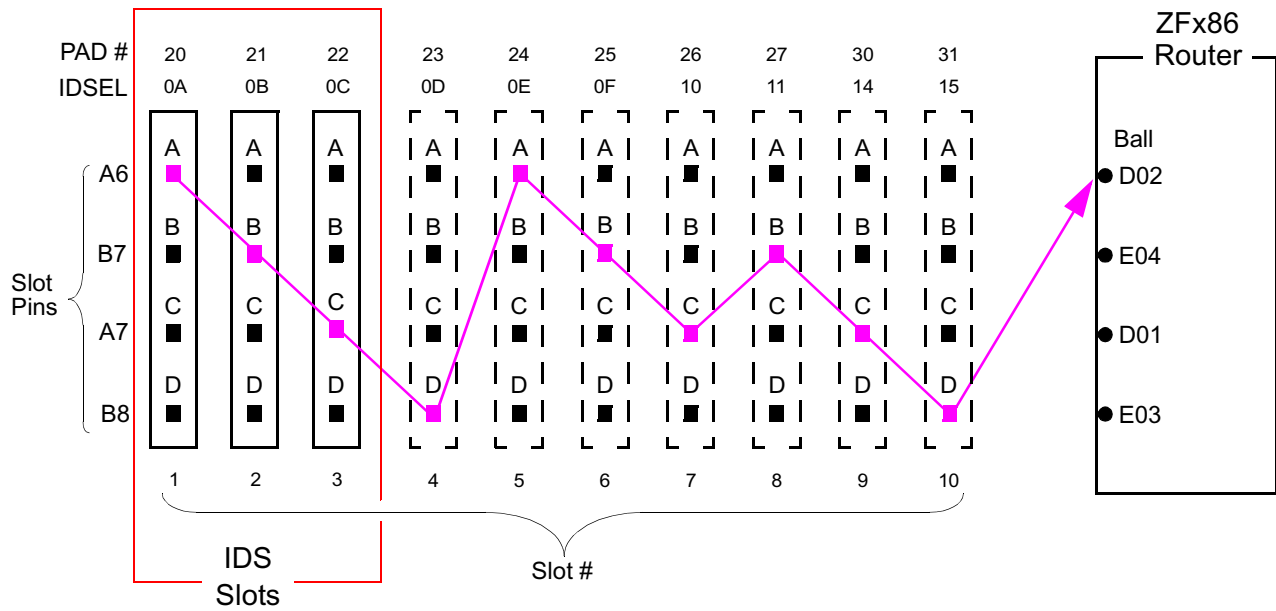 ZFx86
Router
PAD # 20 21 22 23 24 25 26 27 30 31
IDSEL 0A 0B 0C 0D 0E 0F 10 11 14 15
Ball
A A A A A A A A A A
A6 D02
B B B B B B B B B B
B7 E04
Slot
Pins
C C C C C C C C C C
A7 D01
D D D D D D D D D D
B8 E03
1 2 3 4 5 6 7 8 9 10
IDS
Slots
Slot #